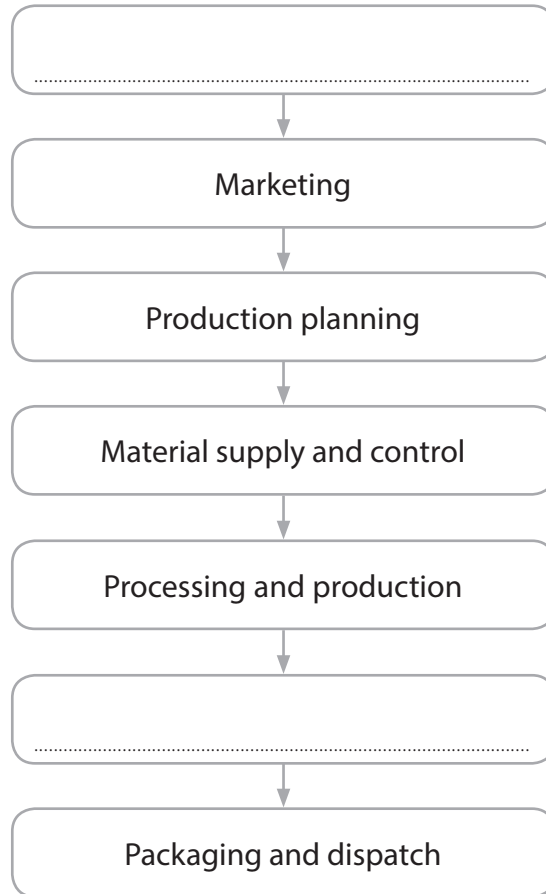 Marketing
Production planning
Material supply and control
Processing and production
Packaging and dispatch